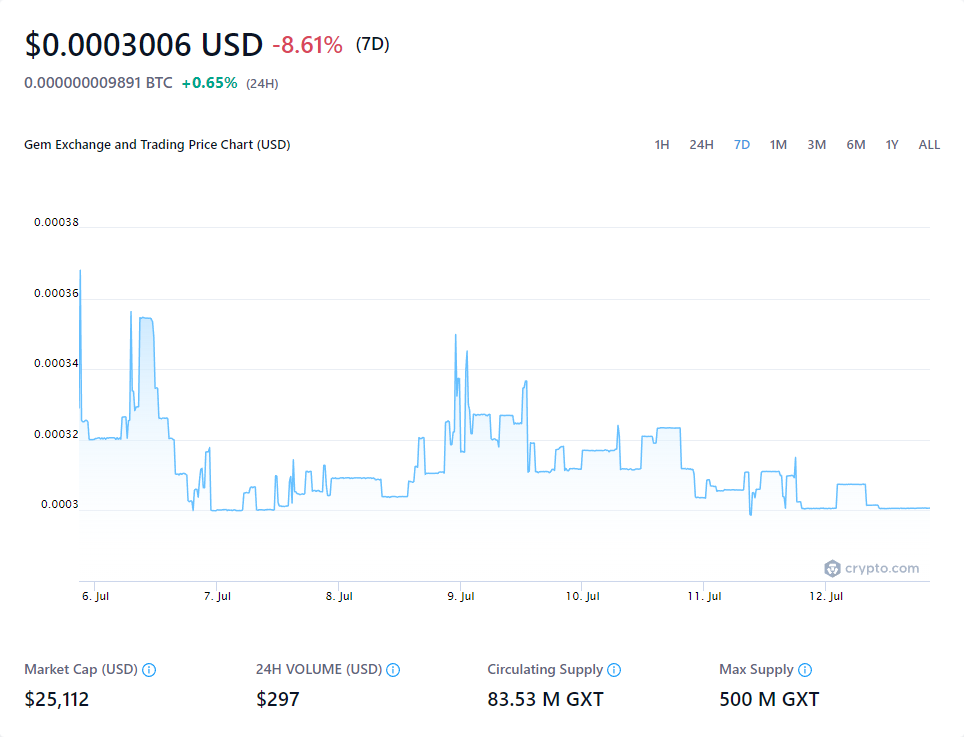 $0.0003006 USD -8.61% (7D)
0.000000009891 BTC +0.65% (24H)
Gem Exchange and Trading Price Chart (USD) 1H 24H 7D 1M 3M 6M 1Y ALL
0.00038
0.00036
0.00034
0.00032
0.0003
crypto.com
6. Jul 7. Jul 8. Jul 9. Jul 10. Jul 11. Jul 12. Jul
Market Cap (USD) 24H VOLUME (USD) Circulating Supply Max Supply
$25,112 $297 83.53 M GXT 500 M GXT